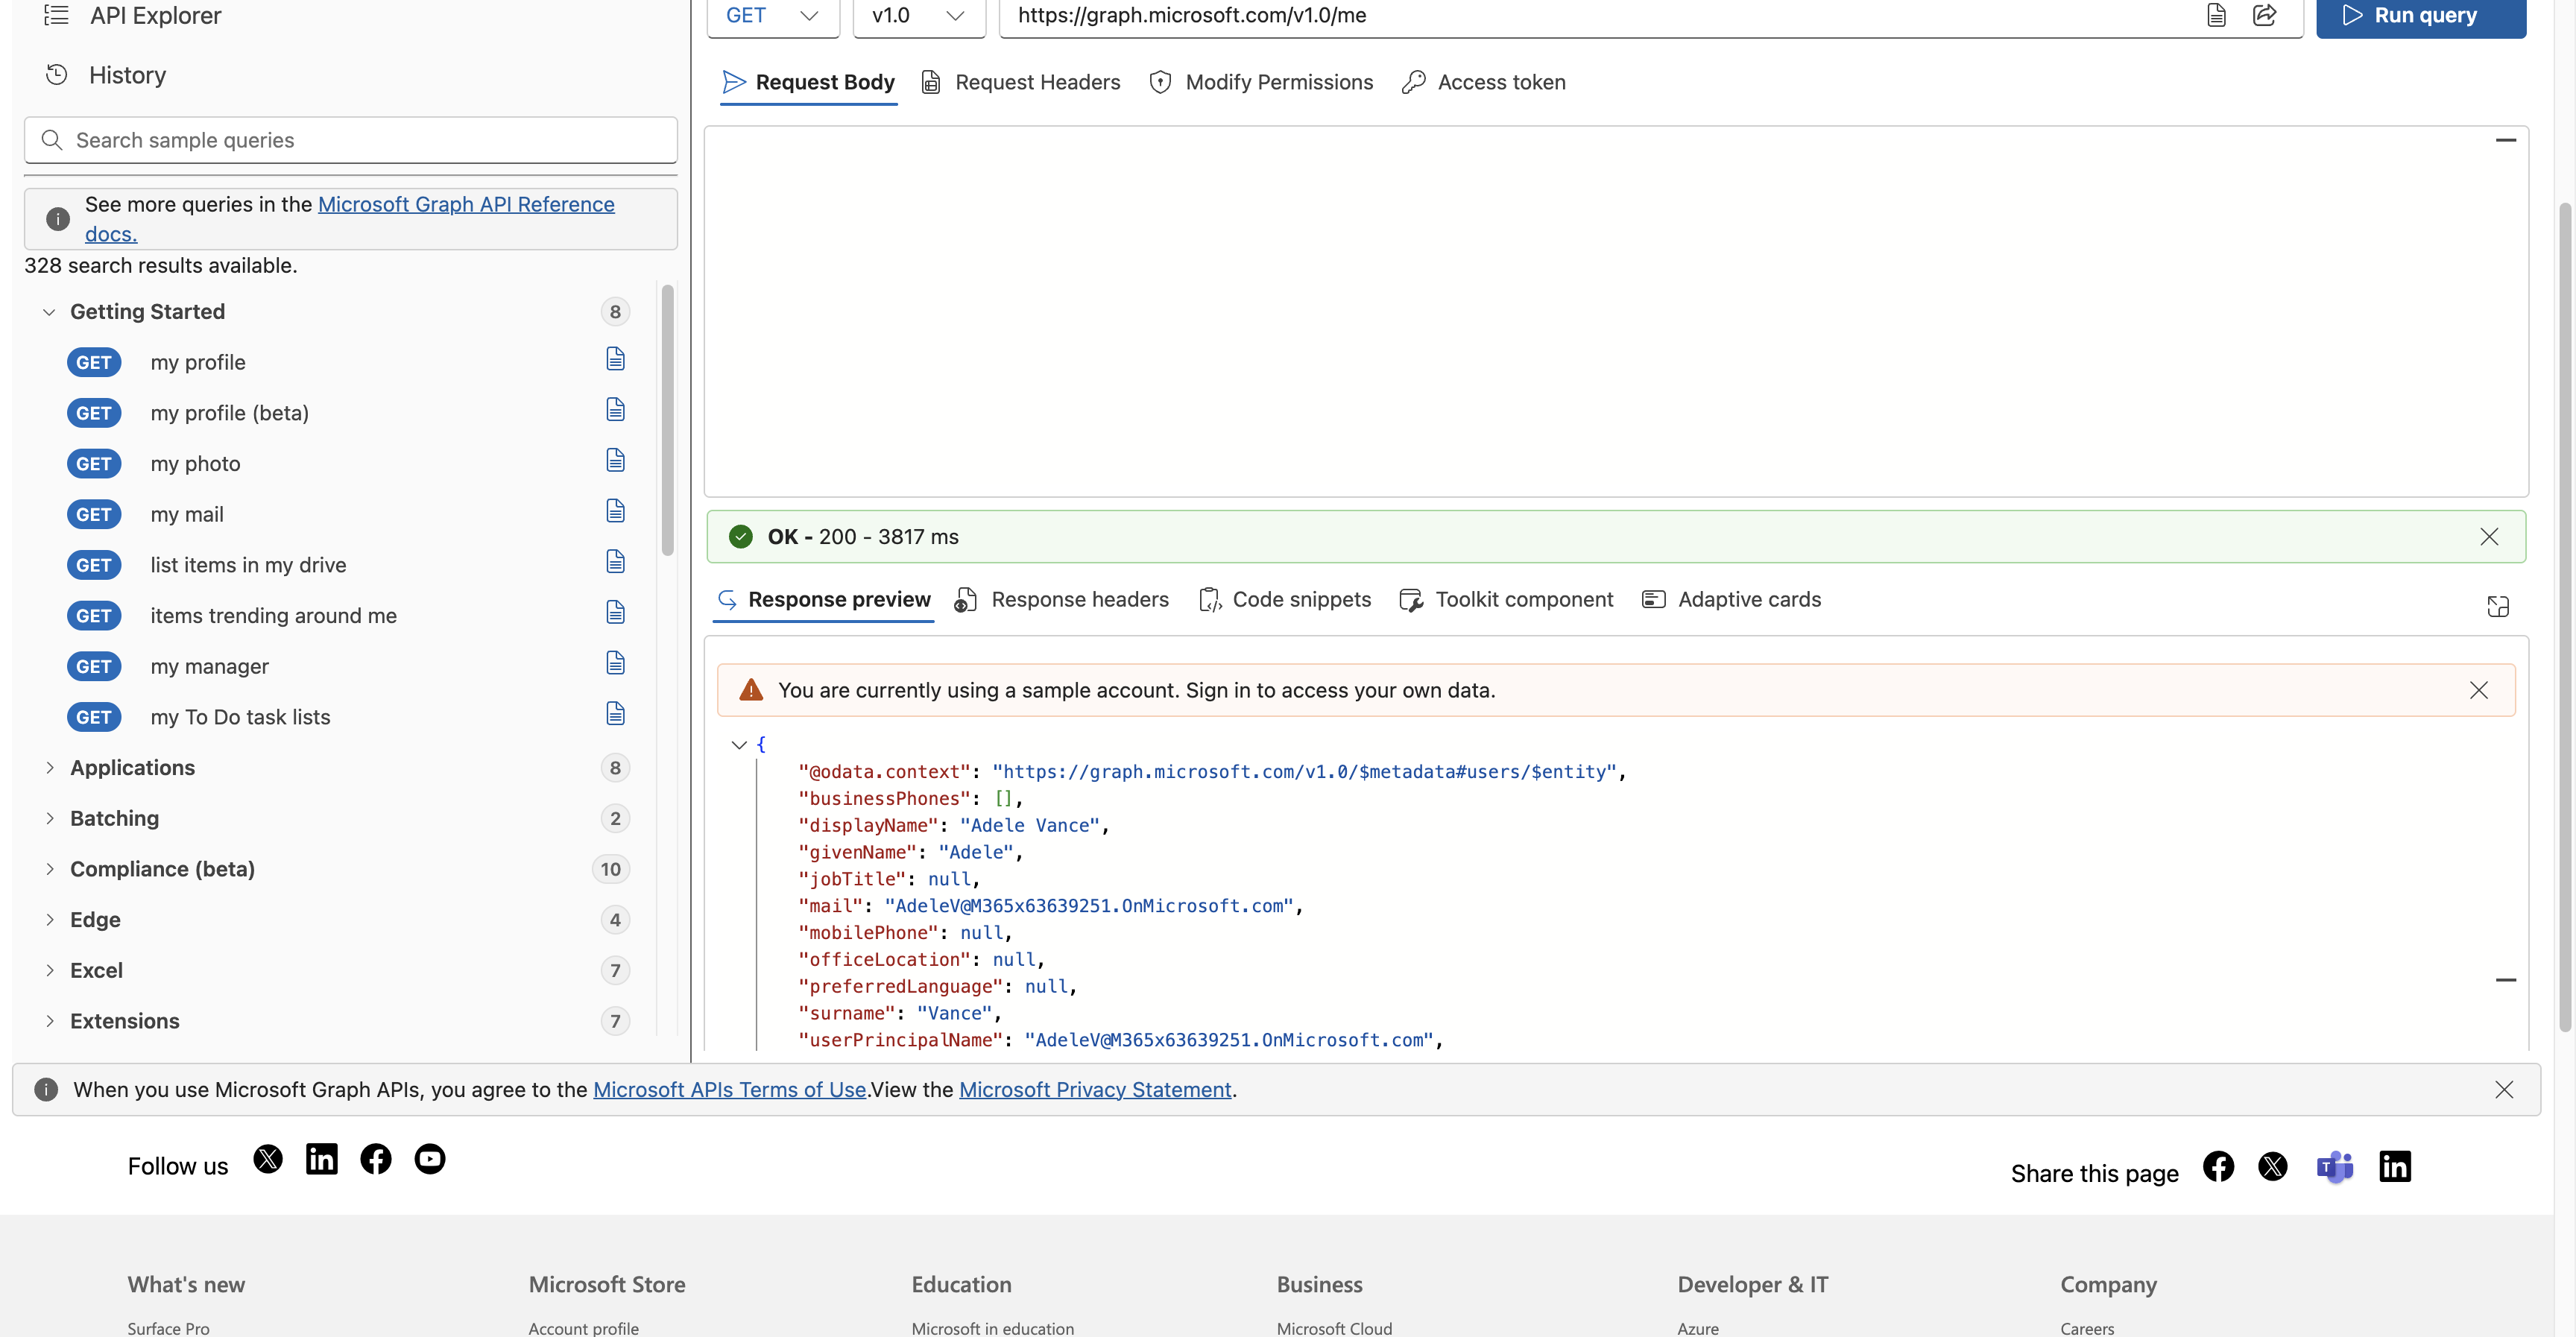 API Explorer
History
Search sample queries
See more queries in the Microsoft Graph API Reference
docs.
328 search results available.
Getting Started 8
GET my profile
GET my profile (beta)
GET my photo
GET my mail
GET list items in my drive
GET items trending around me
GET my manager
GET my To Do task lists
Applications 8
Batching 2
Compliance (beta) 10
Edge 4
Excel 7
Extensions 7
GET v1.0 https://graph.microsoft.com/v1.0/me Run query
Request Body Request Headers Modify Permissions Access token
OK - 200 - 3817 ms
Response preview Response headers Code snippets Toolkit component Adaptive cards
You are currently using a sample account. Sign in to access your own data.
{
"@odata.context": "https://graph.microsoft.com/v1.0/$metadata#users/$entity",
"businessPhones": [],
"displayName": "Adele Vance",
"givenName": "Adele",
"jobTitle": null,
"mail": "AdeleV@M365x63639251.OnMicrosoft.com",
"mobilePhone": null,
"officeLocation": null,
"preferredLanguage": null,
"surname": "Vance",
"userPrincipalName": "AdeleV@M365x63639251.OnMicrosoft.com",
When you use Microsoft Graph APIs, you agree to the Microsoft APIs Terms of Use.View the Microsoft Privacy Statement.
Follow us
Share this page
What's new Microsoft Store Education Business Developer & IT Company
Surface Pro Account profile Microsoft in education Microsoft Cloud Azure Careers